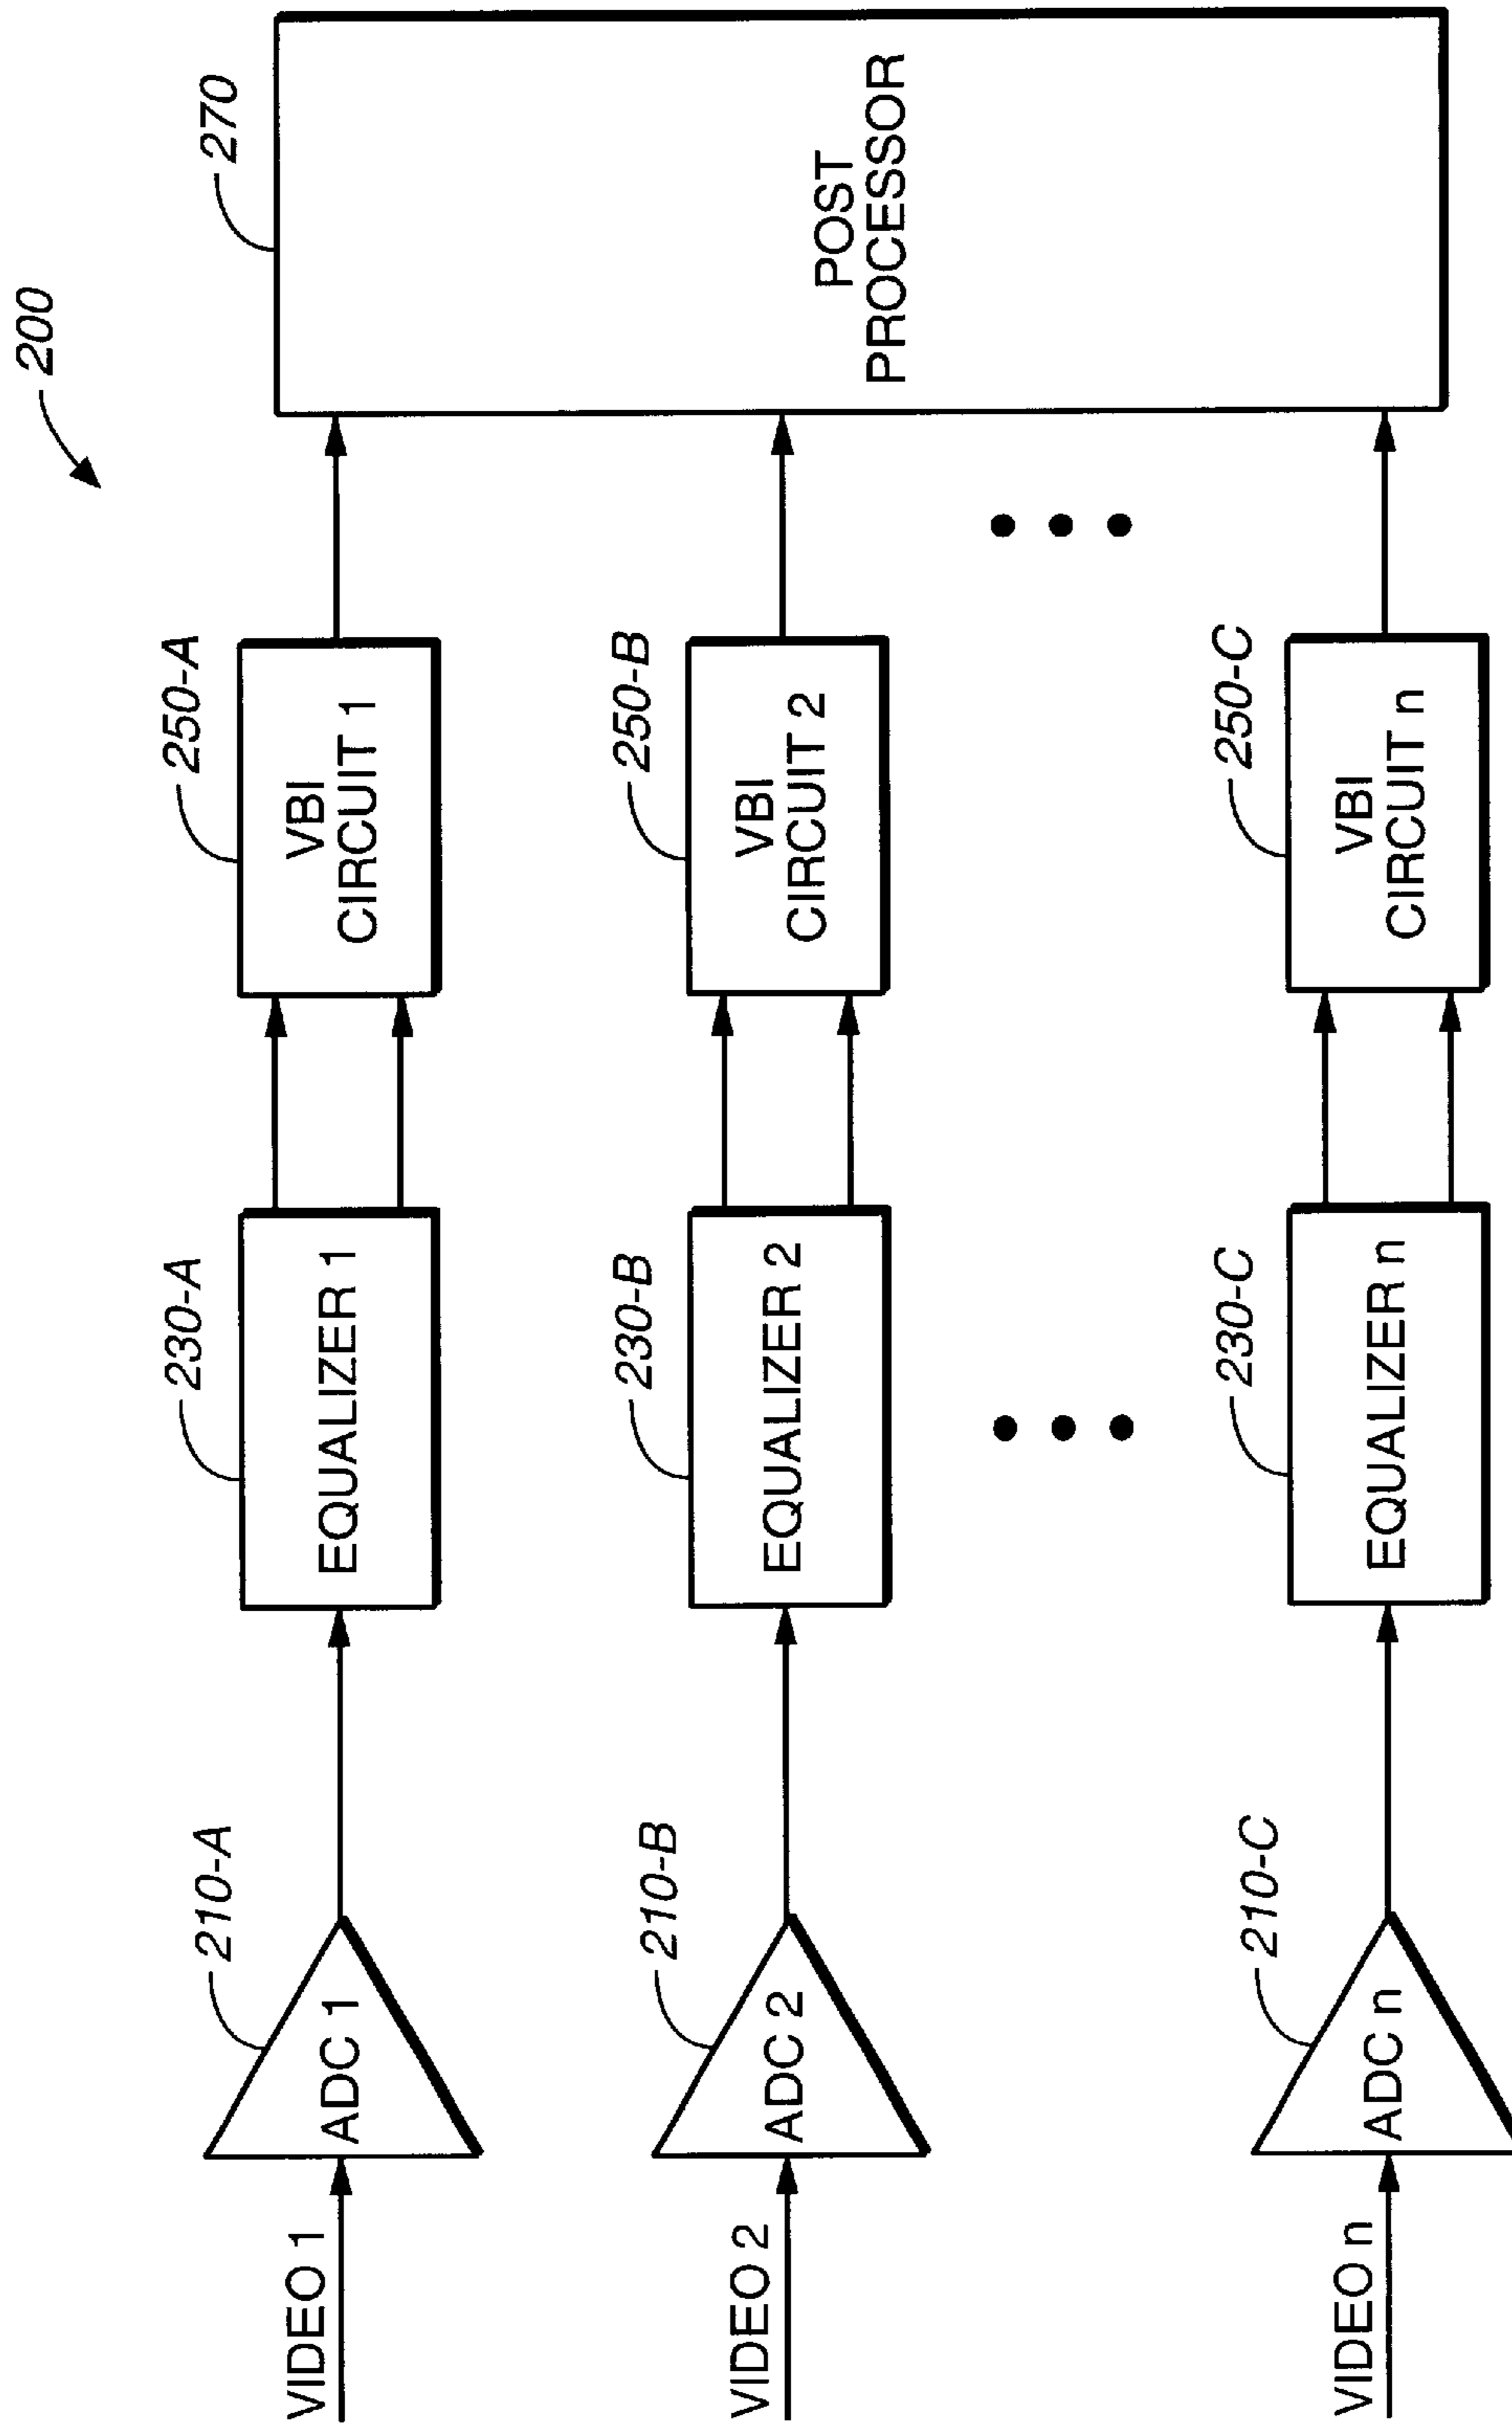 200
VIDEO 1
210-A
ADC 1
230-A
EQUALIZER 1
250-A
VBI
CIRCUIT 1
270
POST
PROCESSOR
VIDEO 2
210-B
ADC 2
230-B
EQUALIZER 2
250-B
VBI
CIRCUIT 2
VIDEO n
210-C
ADC n
230-C
EQUALIZER n
250-C
VBI
CIRCUIT n